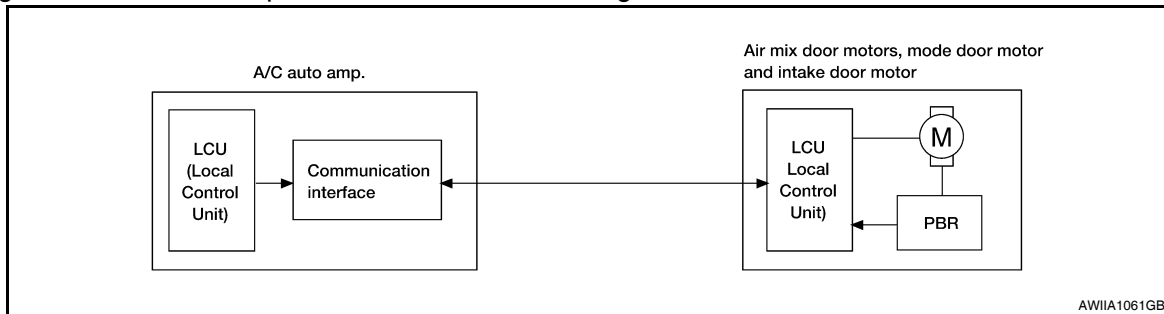 A/C auto amp.
LCU
(Local
Control
Unit)
Communication
interface
Air mix door motors, mode door motor
and intake door motor
LCU
Local
Control
Unit)
M
PBR
AWIIA1061GB